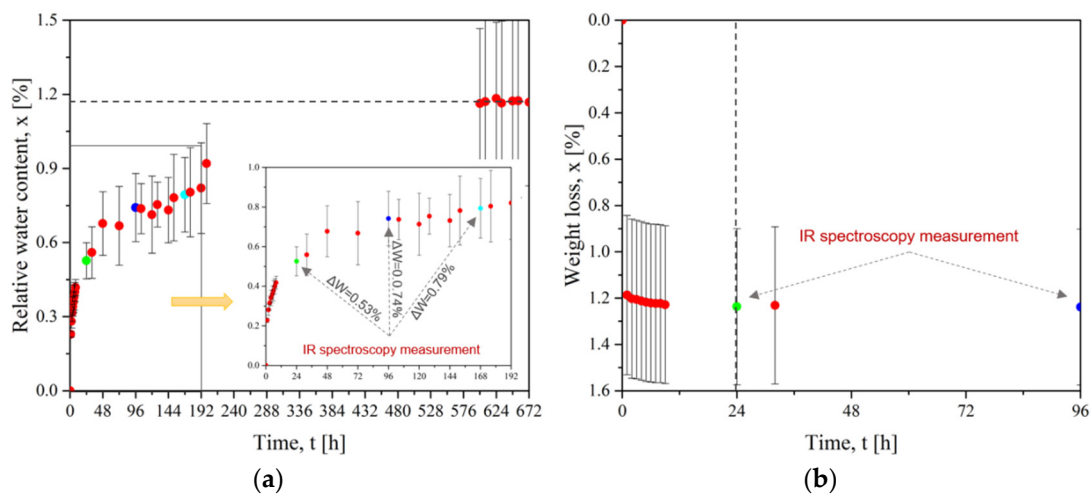 1.5
1.2
0.9
0.6
0.3
0.0
Relative water content, x [%]
0 48 96 144 192 240 288 336 384 432 480 528 576 624 672
Time, t [h]
1.0
0.8
0.6
0.4
0.2
0.0
0 24 48 72 96 120 144 168 192
ΔW=0.53%
ΔW=0.0.74%
ΔW=0.79%
IR spectroscopy measurement
(a)
0.0
0.2
0.4
0.6
0.8
1.0
1.2
1.4
1.6
Weight loss, x [%]
0 24 48 72 96
Time, t [h]
IR spectroscopy measurement
(b)